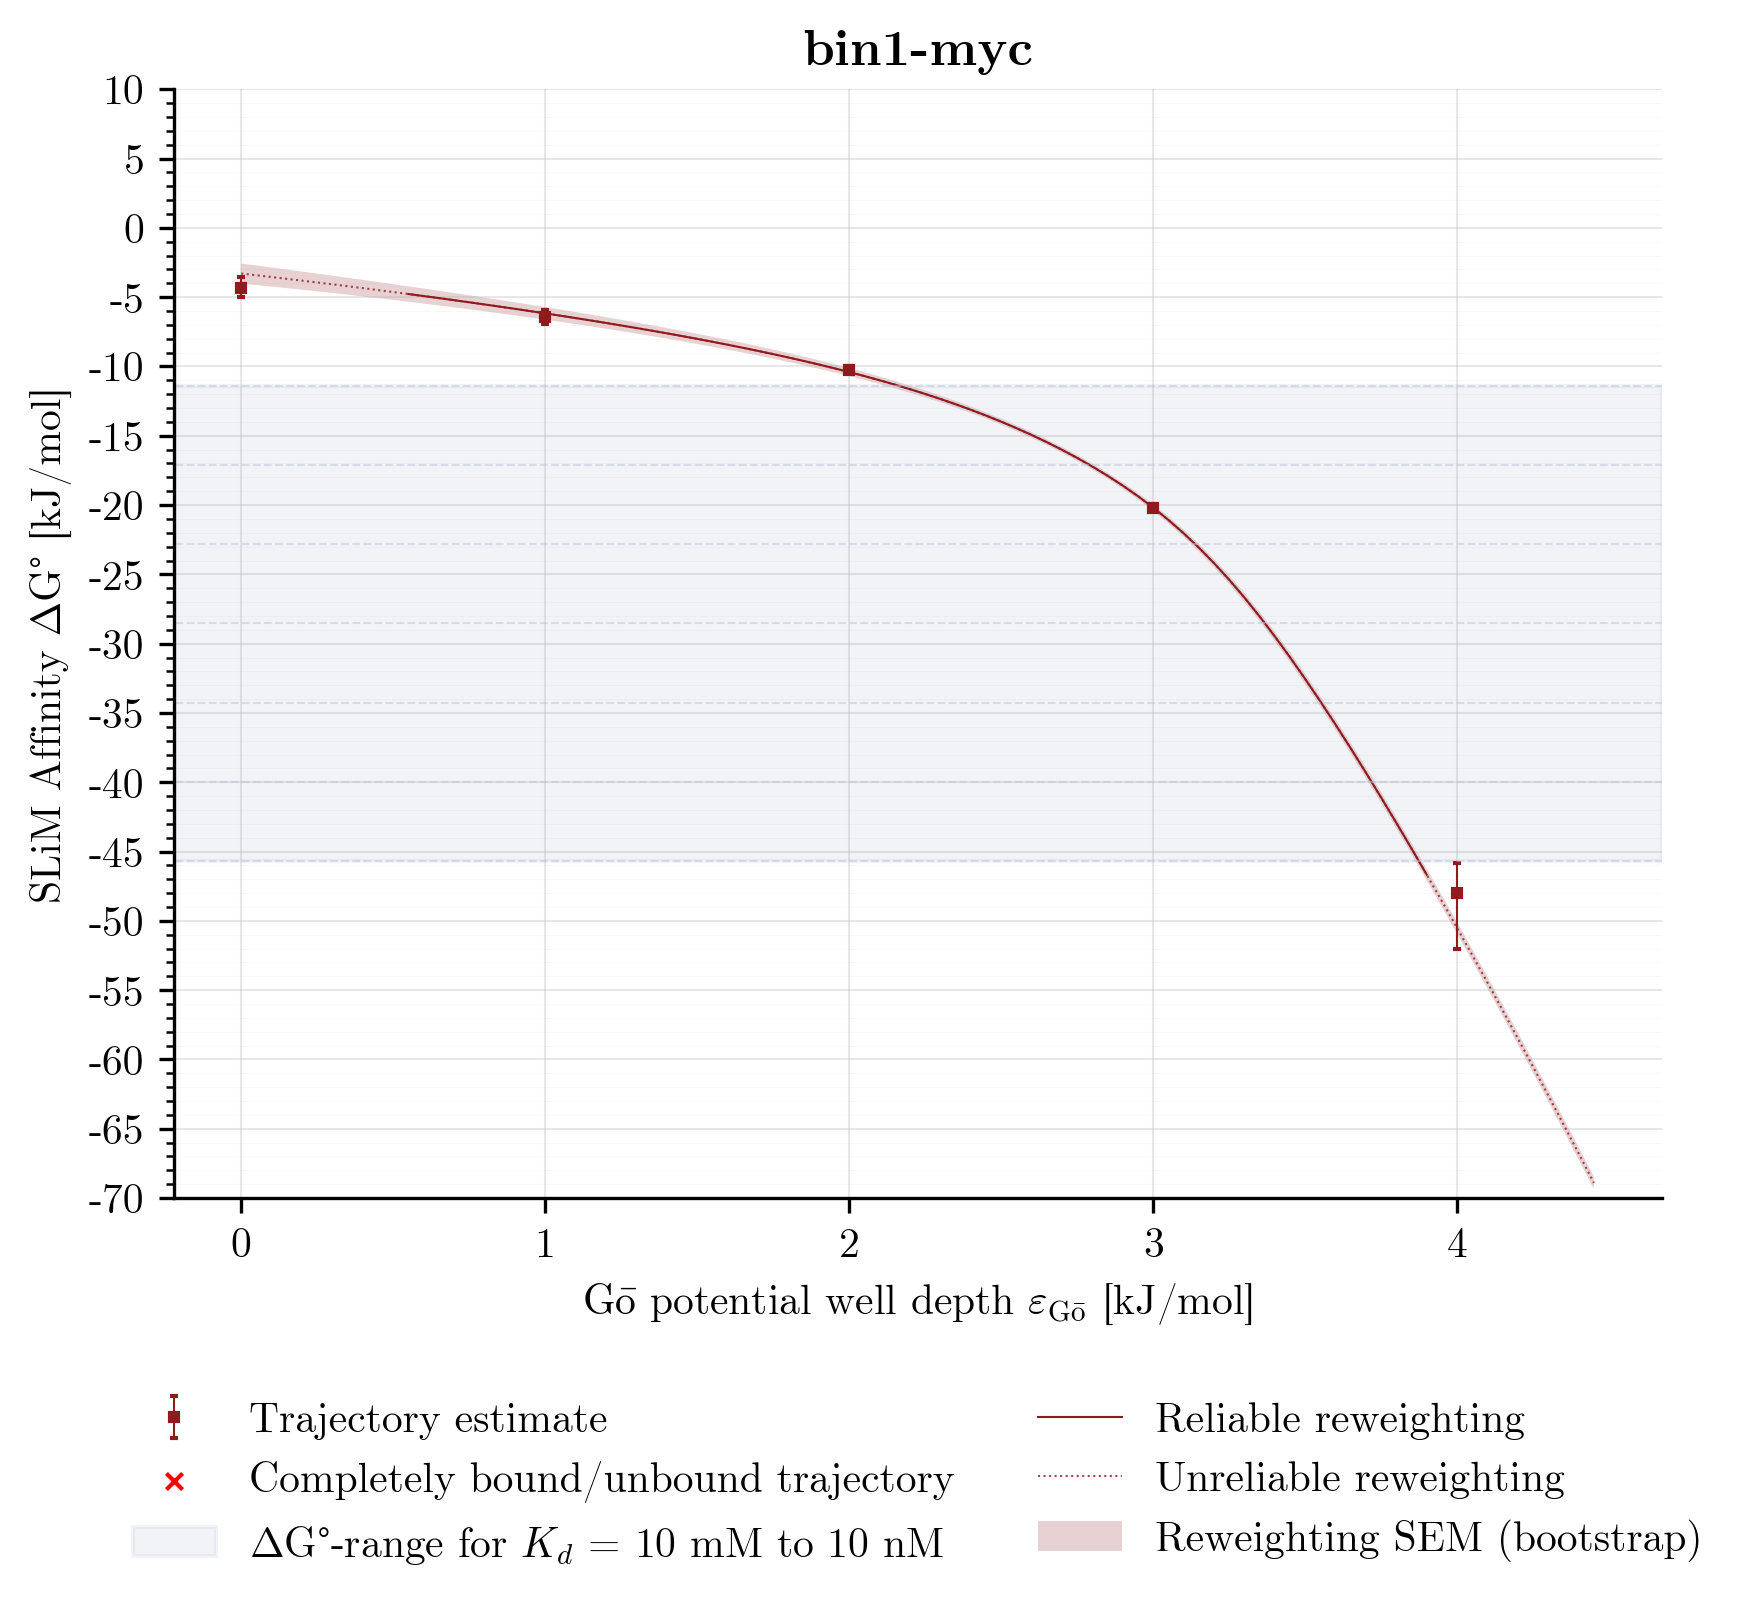 bin1-myc
10
5
0
-5
-10
-15
-20
-25
-30
-35
-40
-45
-50
-55
-60
-65
-70
SLiM Affinity ΔG° [kJ/mol]
0 1 2 3 4
Gō potential well depth ε_Gō [kJ/mol]
Trajectory estimate
Completely bound/unbound trajectory
ΔG°-range for K_d = 10 mM to 10 nM
Reliable reweighting
Unreliable reweighting
Reweighting SEM (bootstrap)